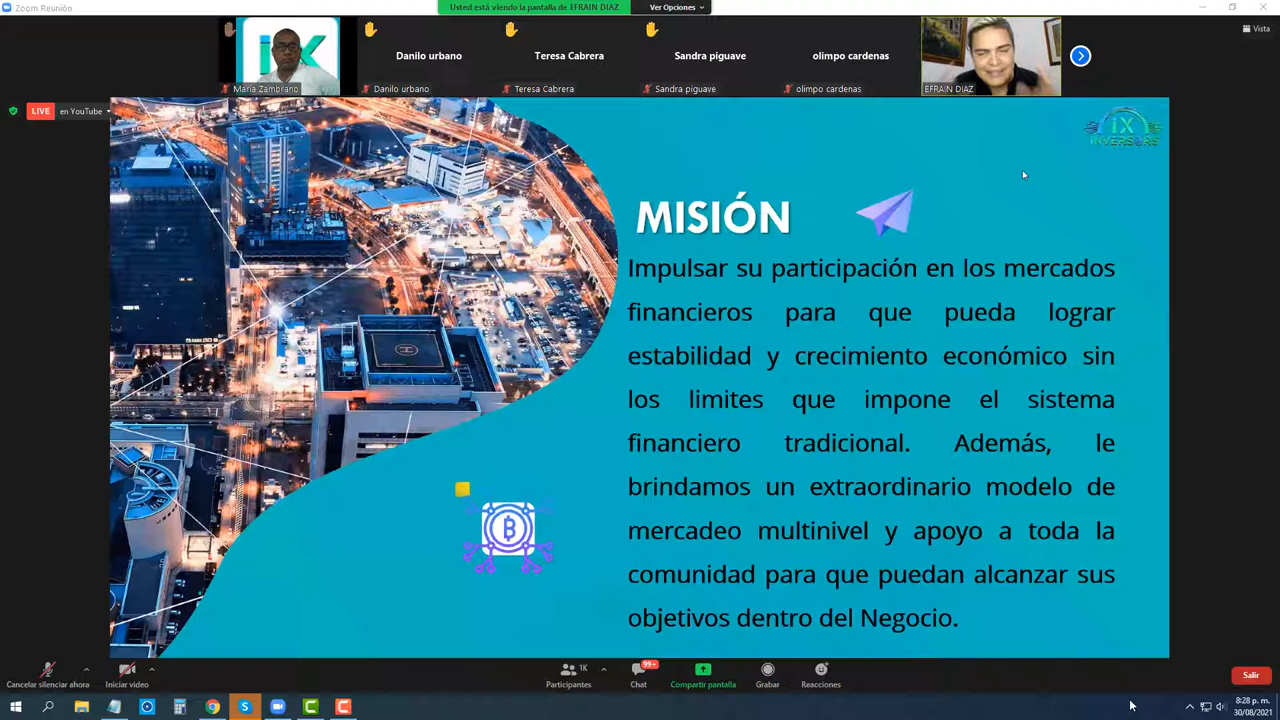 Zoom Reunión
Usted está viendo la pantalla de EFRAIN DIAZ
Ver Opciones
Vista
Danilo urbano
Teresa Cabrera
Sandra piguave
olimpo cardenas
iX
Maria Zambrano
Danilo urbano
Teresa Cabrera
Sandra piguave
olimpo cardenas
EFRAIN DIAZ
LIVE
en YouTube
iX
INVERSORS
MISIÓN
Impulsar su participación en los mercados
financieros para que pueda lograr
estabilidad y crecimiento económico sin
los limites que impone el sistema
financiero tradicional. Además, le
brindamos un extraordinario modelo de
mercadeo multinivel y apoyo a toda la
comunidad para que puedan alcanzar sus
objetivos dentro del Negocio.
H
B
Cancelar silenciar ahora
Iniciar video
1K
Participantes
99+
Chat
Compartir pantalla
Grabar
Reacciones
Salir
8:28 p. m.
30/08/2021